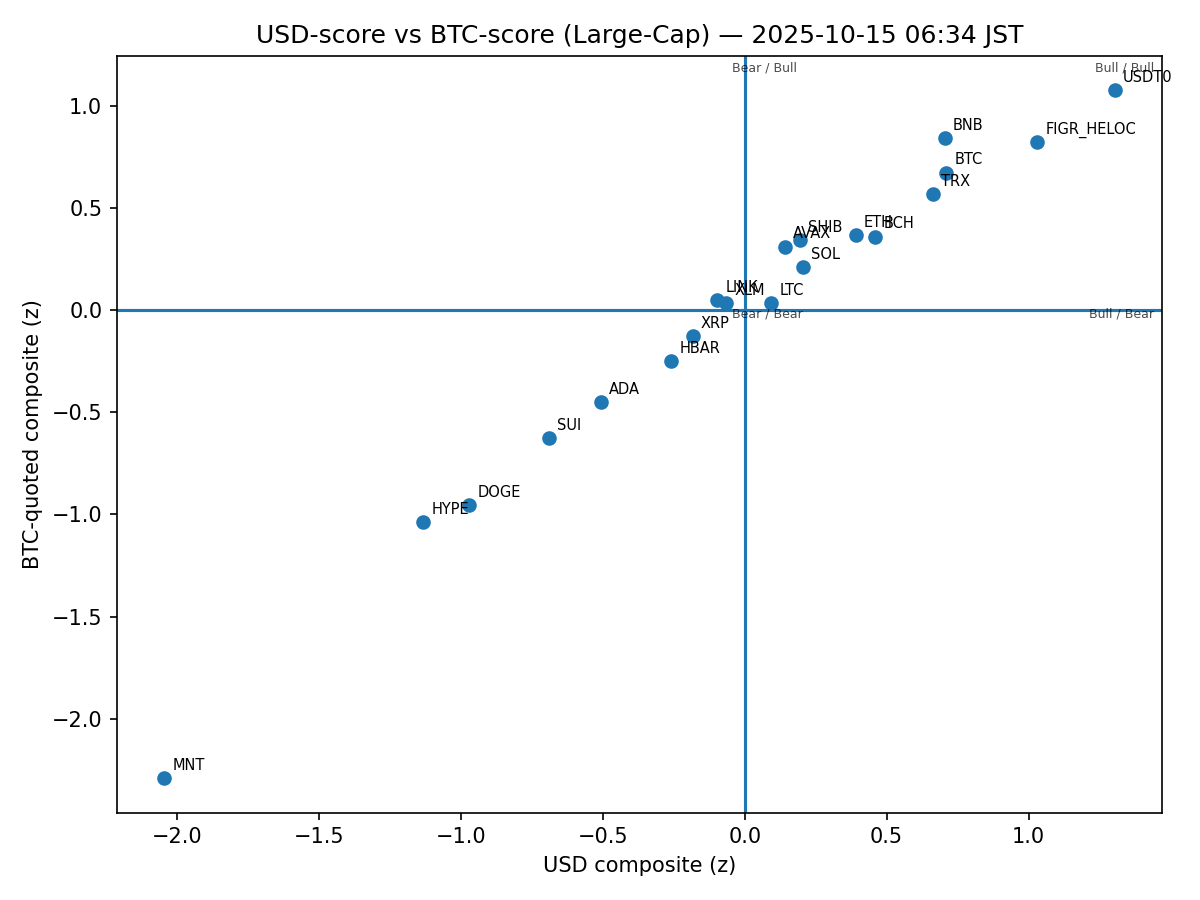 USD-score vs BTC-score (Large-Cap) — 2025-10-15 06:34 JST
Bear / Bull
Bull / Bull
USDT0
BNB
FIGR_HELOC
BTC
TRX
SHIB
ETH
BCH
AVAX
SOL
LINK
XLM
LTC
Bear / Bear
Bull / Bear
XRP
HBAR
ADA
SUI
DOGE
HYPE
MNT
1.0
0.5
0.0
−0.5
−1.0
−1.5
−2.0
BTC-quoted composite (z)
−2.0
−1.5
−1.0
−0.5
0.0
0.5
1.0
USD composite (z)